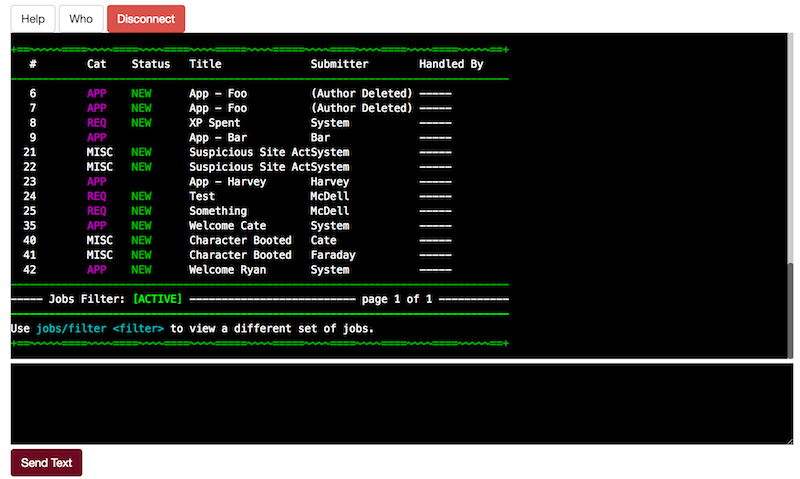 Help Who Disconnect
+==~~~~~====~~~~~====~~~~~====~~~~~====~~~~~====~~~~~====~~~~~====~~~~~====~~~~~==+
# Cat Status Title Submitter Handled By
------------------------------------------------------------------------------
6 APP NEW App - Foo (Author Deleted) -----
7 APP NEW App - Foo (Author Deleted) -----
8 REQ NEW XP Spent System -----
9 APP App - Bar Bar -----
21 MISC NEW Suspicious Site ActSystem -----
22 MISC NEW Suspicious Site ActSystem -----
23 APP App - Harvey Harvey -----
24 REQ NEW Test McDell -----
25 REQ NEW Something McDell -----
35 APP NEW Welcome Cate System -----
40 MISC NEW Character Booted Cate -----
41 MISC NEW Character Booted Faraday -----
42 APP NEW Welcome Ryan System -----
------------------------------------------------------------------------------
----- Jobs Filter: [ACTIVE] -------------------------- page 1 of 1 -----------
------------------------------------------------------------------------------
Use jobs/filter <filter> to view a different set of jobs.
+==~~~~~====~~~~~====~~~~~====~~~~~====~~~~~====~~~~~====~~~~~====~~~~~====~~~~~==+
Send Text